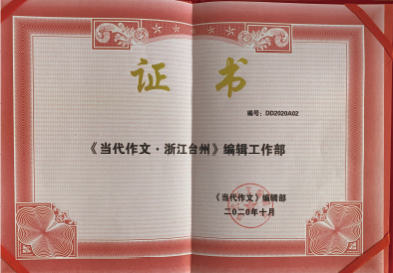 证书
编号：DD2020A02
《当代作文·浙江台州》编辑工作部
《当代作文》编辑部
二〇二〇年十月